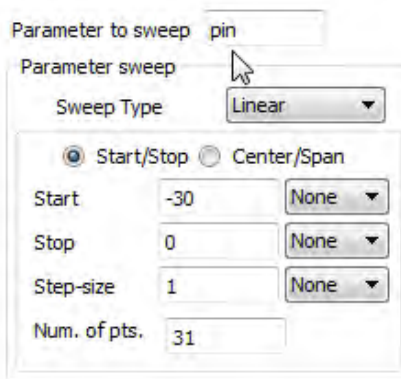 Parameter to sweep pin
Parameter sweep
Sweep Type Linear
Start/Stop Center/Span
Start -30 None
Stop 0 None
Step-size 1 None
Num. of pts. 31